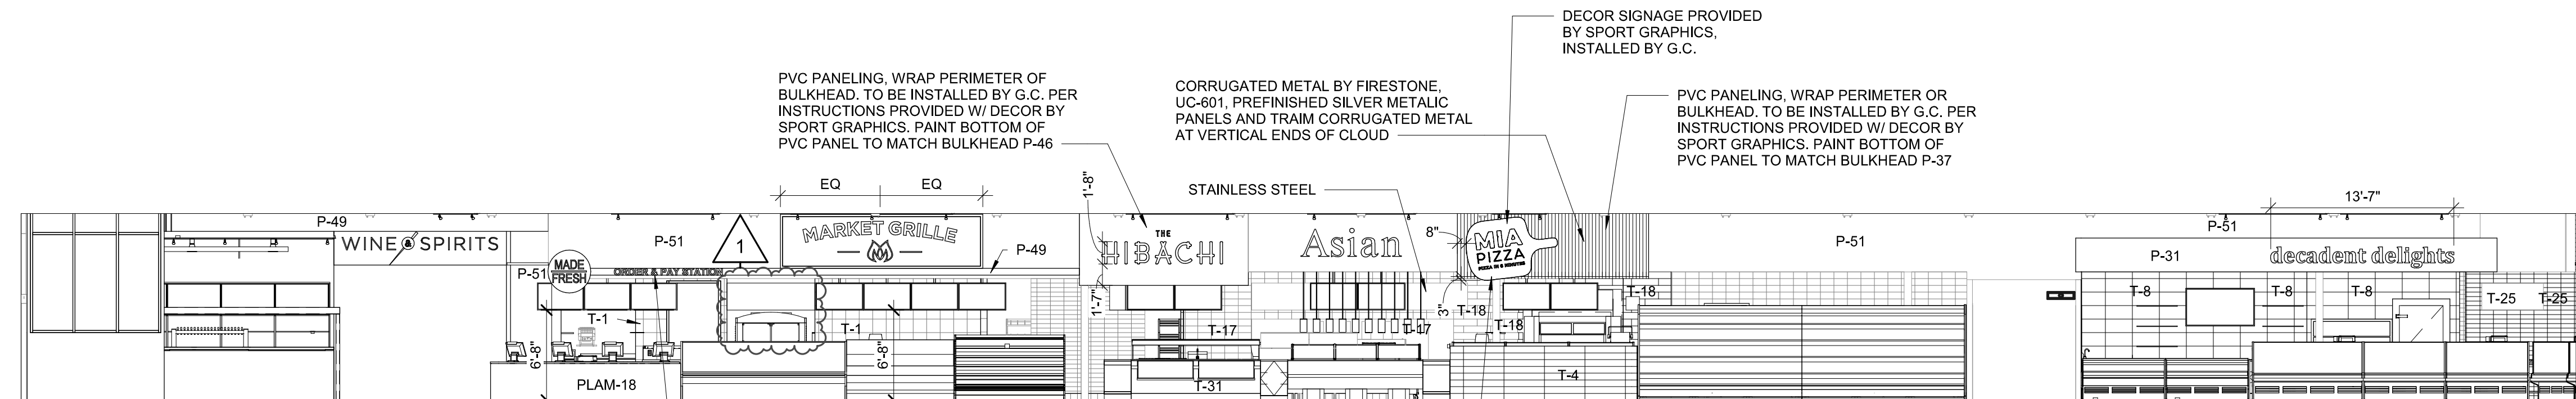 DECOR SIGNAGE PROVIDED
BY SPORT GRAPHICS,
INSTALLED BY G.C.
PVC PANELING, WRAP PERIMETER OF
BULKHEAD. TO BE INSTALLED BY G.C. PER
INSTRUCTIONS PROVIDED W/ DECOR BY
SPORT GRAPHICS. PAINT BOTTOM OF
PVC PANEL TO MATCH BULKHEAD P-46
CORRUGATED METAL BY FIRESTONE,
UC-601, PREFINISHED SILVER METALIC
PANELS AND TRAIM CORRUGATED METAL
AT VERTICAL ENDS OF CLOUD
PVC PANELING, WRAP PERIMETER OR
BULKHEAD. TO BE INSTALLED BY G.C. PER
INSTRUCTIONS PROVIDED W/ DECOR BY
SPORT GRAPHICS. PAINT BOTTOM OF
PVC PANEL TO MATCH BULKHEAD P-37
STAINLESS STEEL
EQ
EQ
1'-8"
13'-7"
P-49
WINE & SPIRITS
P-51
MADE
FRESH
P-51
ORDER & PAY STATION
1
MARKET GRILLE
M
P-49
THE
HIBACHI
1'-7"
Asian
8"
MIA
PIZZA
PIZZA IN 5 MINUTES
3"
P-51
P-51
P-31
decadent delights
T-1
T-1
6'-8"
6'-8"
PLAM-18
T-17
T-17
T-31
T-18
T-18
T-18
T-4
T-8
T-8
T-8
T-25
T-25